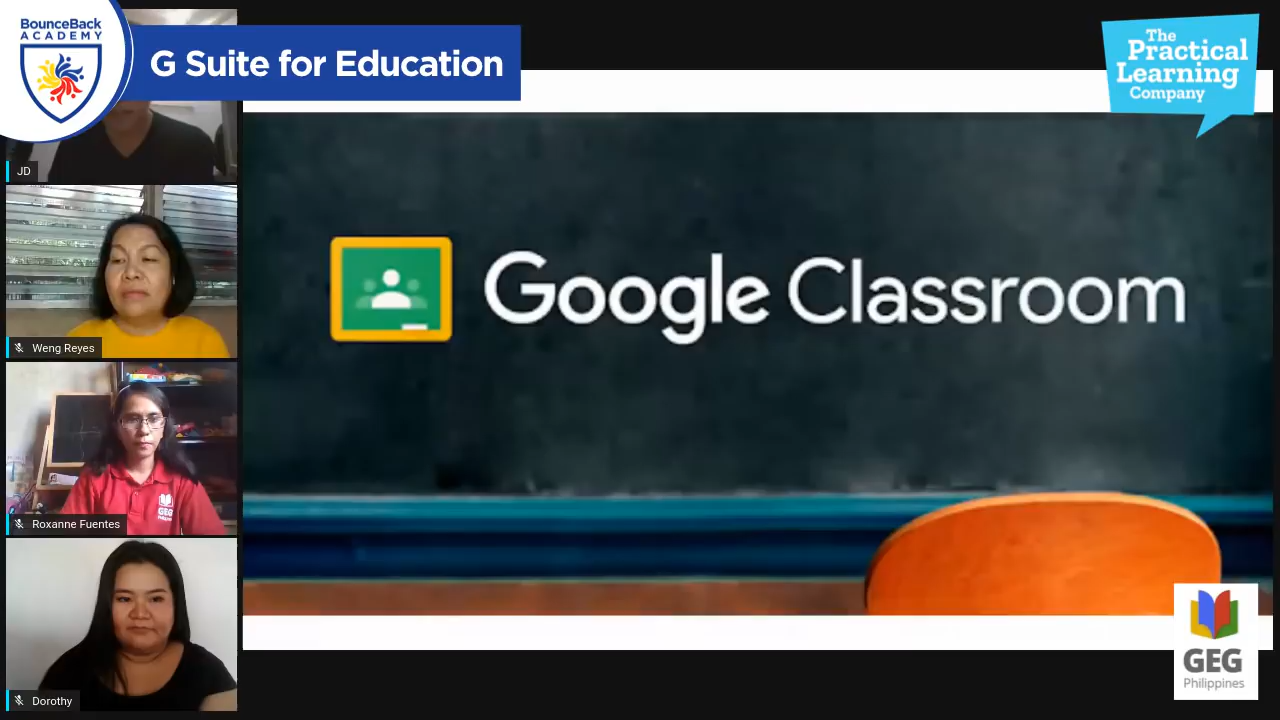 BounceBack
ACADEMY
G Suite for Education
The
Practical
Learning
Company
JD
Weng Reyes
Google Classroom
GEG
Roxanne Fuentes
Dorothy
GEG
Philippines